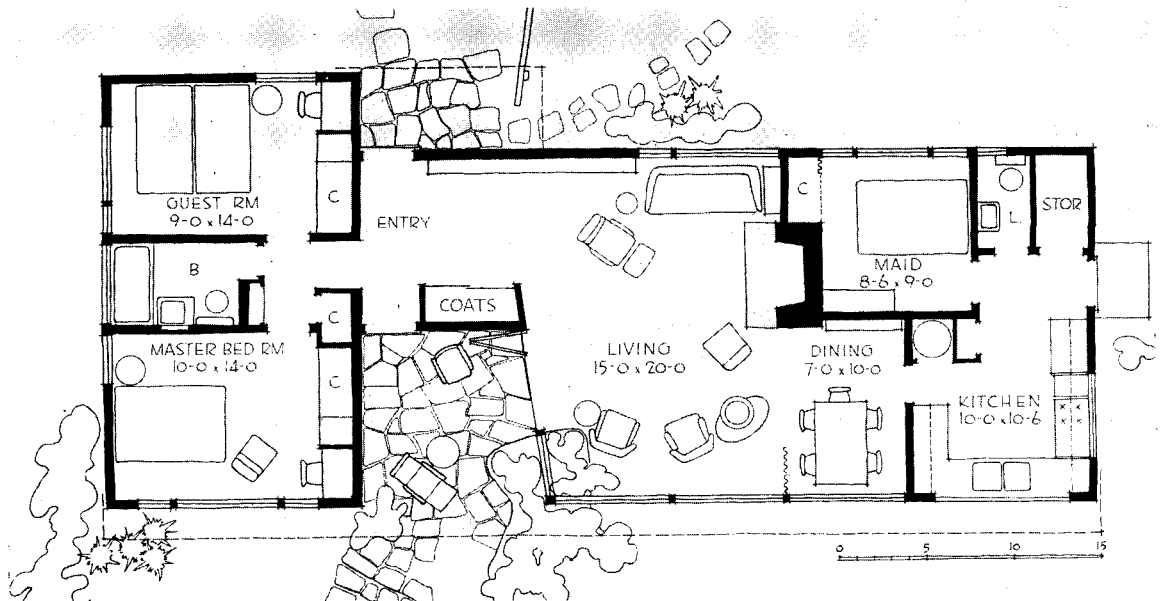 GUEST RM
9-0 x 14-0
C
ENTRY
B
COATS
C
MASTER BED RM
10-0 x 14-0
C
LIVING
15-0 x 20-0
C
MAID
8-6 x 9-0
L
STOR
DINING
7-0 x 10-0
KITCHEN
10-0 x 10-6
0 5 10 15